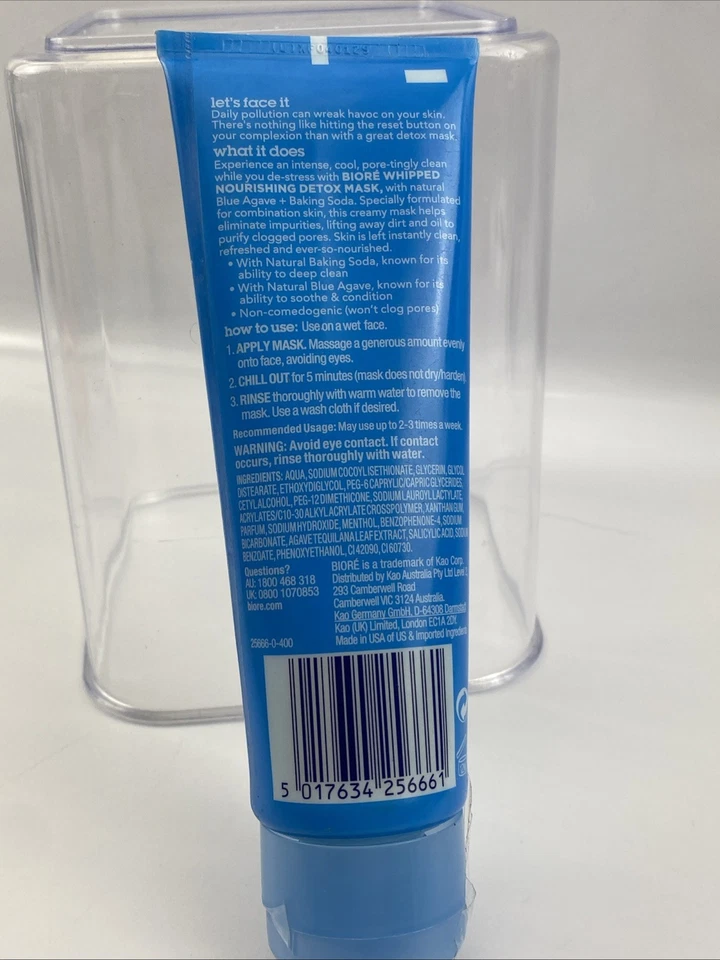 let's face it
Daily pollution can wreak havoc on your skin.
There's nothing like hitting the reset button on
your complexion than with a great detox mask.
what it does
Experience an intense, cool, pore-tingly clean
while you de-stress with BIORÉ WHIPPED
NOURISHING DETOX MASK, with natural
Blue Agave + Baking Soda. Specially formulated
for combination skin, this creamy mask helps
eliminate impurities, lifting away dirt and oil to
purify clogged pores. Skin is left instantly clean,
refreshed and ever-so-nourished.
• With Natural Baking Soda, known for its
ability to deep clean
• With Natural Blue Agave, known for its
ability to soothe & condition
• Non-comedogenic (won't clog pores)
how to use: Use on a wet face.
1. APPLY MASK. Massage a generous amount evenly
onto face, avoiding eyes.
2. CHILL OUT for 5 minutes (mask does not dry/harden)
3. RINSE thoroughly with warm water to remove the
mask. Use a wash cloth if desired.
Recommended Usage: May use up to 2-3 times a week.
WARNING: Avoid eye contact. If contact
occurs, rinse thoroughly with water.
INGREDIENTS: AQUA, SODIUM COCOYL ISETHIONATE, GLYCERIN, GLYCOL
DISTEARATE, ETHOXYDIGLYCOL, PEG-6 CAPRYLIC/CAPRIC GLYCERIDES,
CETYL ALCOHOL, PEG-12 DIMETHICONE, SODIUM LAUROYL LACTYLATE,
ACRYLATES/C10-30 ALKYL ACRYLATE CROSSPOLYMER, XANTHAN GUM,
PARFUM, SODIUM HYDROXIDE, MENTHOL, BENZOPHENONE-4, SODIUM
BICARBONATE, AGAVE TEQUILANA LEAF EXTRACT, SALICYLIC ACID, SODIUM
BENZOATE, PHENOXYETHANOL, CI 42090, CI 60730.
Questions?
AU: 1800 468 318
UK: 0800 1070853
biore.com
BIORÉ is a trademark of Kao Corp.
Distributed by Kao Australia Pty Ltd Level
293 Camberwell Road
Camberwell VIC 3124 Australia.
Kao Germany GmbH, D-64308 Darmstadt
Kao (UK) Limited, London EC1A 2DY.
Made in USA of US & Imported Ingredients
25666-0-400
5 017634 256661